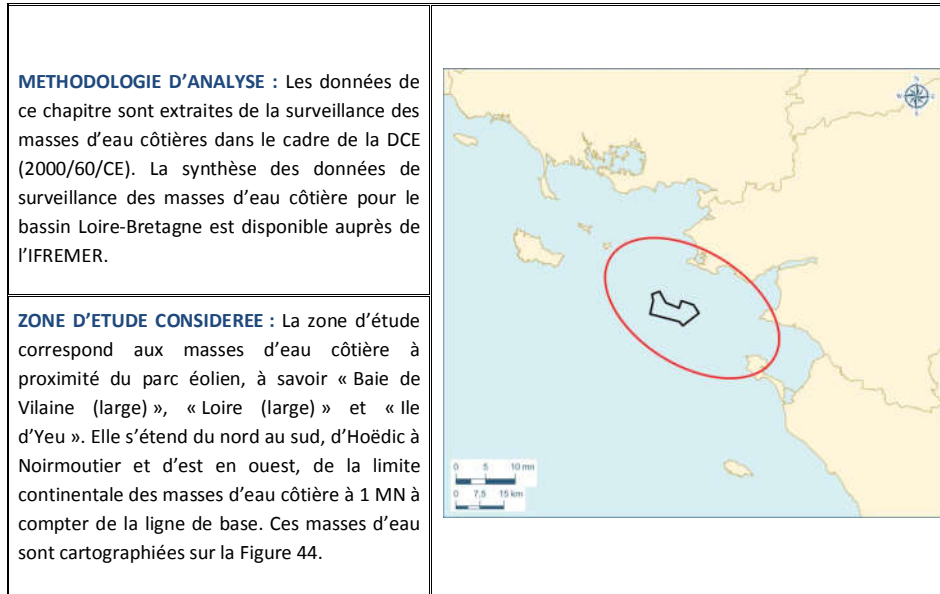 METHODOLOGIE D'ANALYSE : Les données de
ce chapitre sont extraites de la surveillance des
masses d'eau côtières dans le cadre de la DCE
(2000/60/CE). La synthèse des données de
surveillance des masses d'eau côtière pour le
bassin Loire-Bretagne est disponible auprès de
l'IFREMER.
ZONE D'ETUDE CONSIDEREE : La zone d'étude
correspond aux masses d'eau côtière à
proximité du parc éolien, à savoir « Baie de
Vilaine (large) », « Loire (large) » et « Ile
d'Yeu ». Elle s'étend du nord au sud, d'Hoëdic à
Noirmoutier et d'est en ouest, de la limite
continentale des masses d'eau côtière à 1 MN à
compter de la ligne de base. Ces masses d'eau
sont cartographiées sur la Figure 44.
N
W E
S
0 5 10 mn
0 7,5 15 km